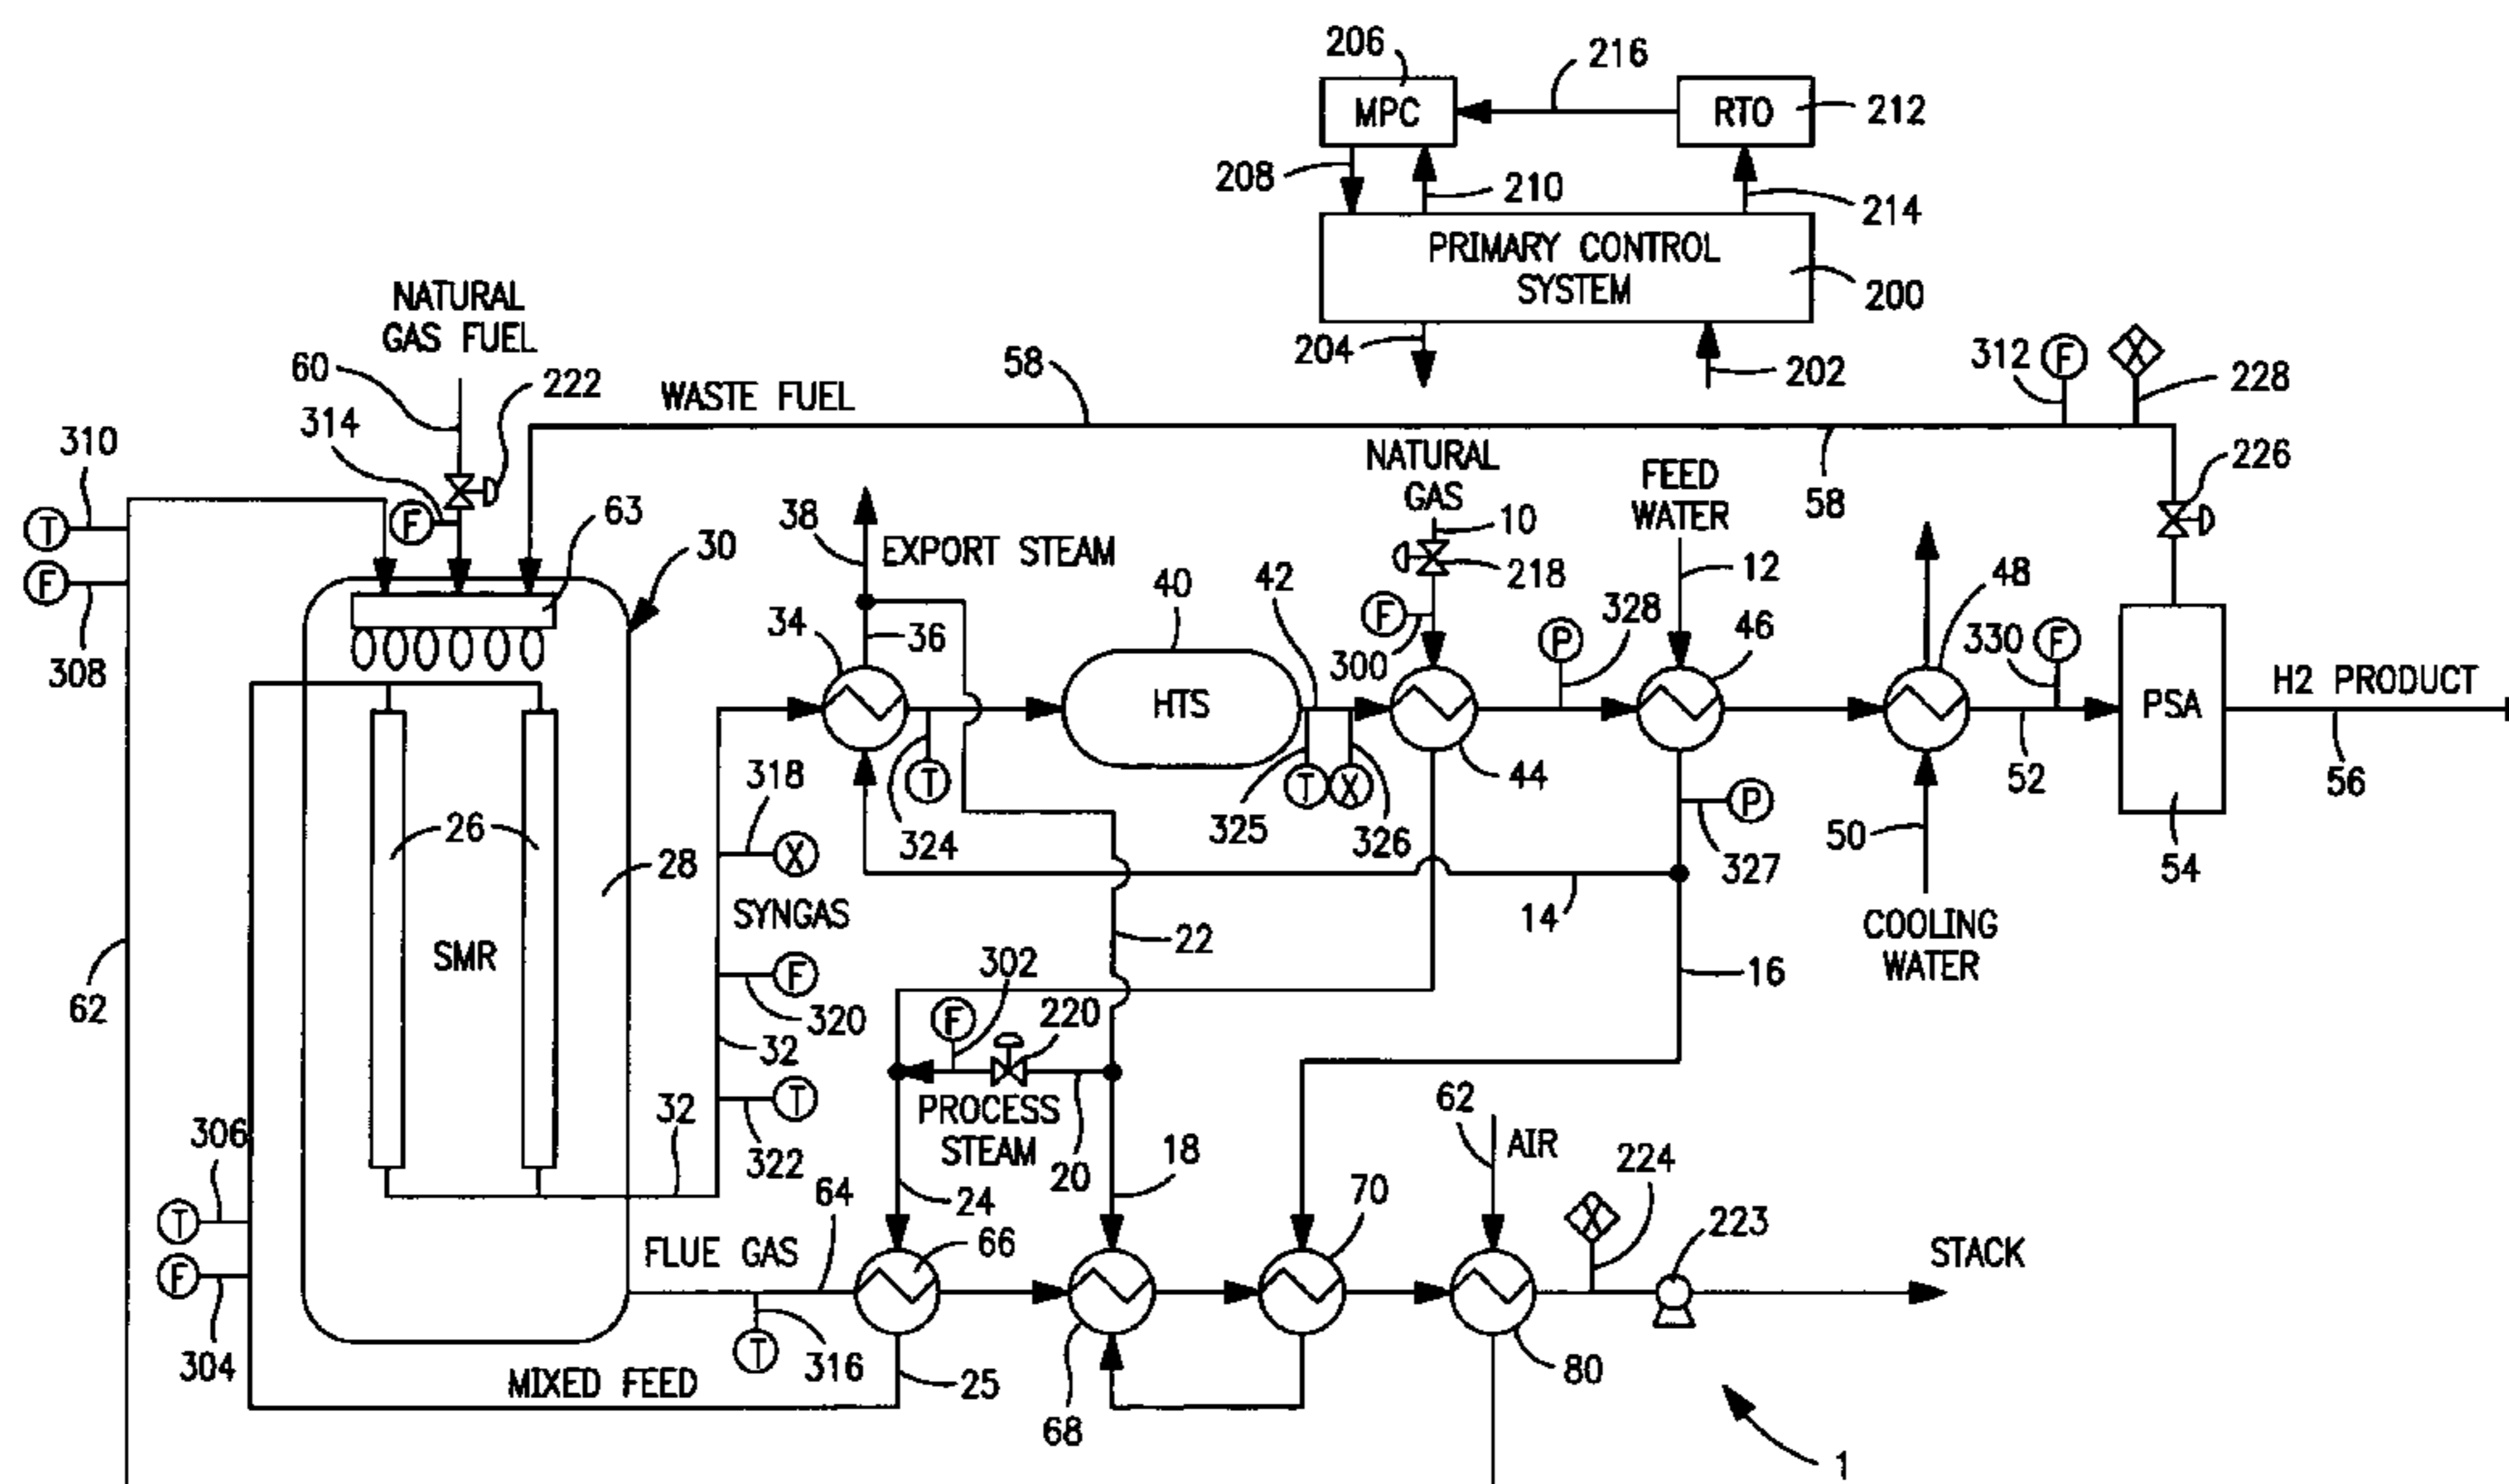 206
216
MPC
RTO
212
208
210
214
PRIMARY CONTROL
SYSTEM
200
204
202
NATURAL
GAS FUEL
60
222
314
WASTE FUEL
58
312
F
228
310
T
F
308
F
63
30
38
EXPORT STEAM
NATURAL
GAS
10
218
FEED
WATER
12
58
226
48
34
36
40
42
F
300
P
328
46
330
F
HTS
PSA
H2 PRODUCT
318
T
324
T
X
325
326
44
P
327
50
52
54
56
26
28
X
SYNGAS
14
COOLING
WATER
SMR
62
22
16
F
320
32
302
F
220
T
322
32
PROCESS
STEAM
20
18
62
AIR
224
223
306
T
F
304
64
24
66
70
FLUE GAS
STACK
T
316
MIXED FEED
25
68
80
1